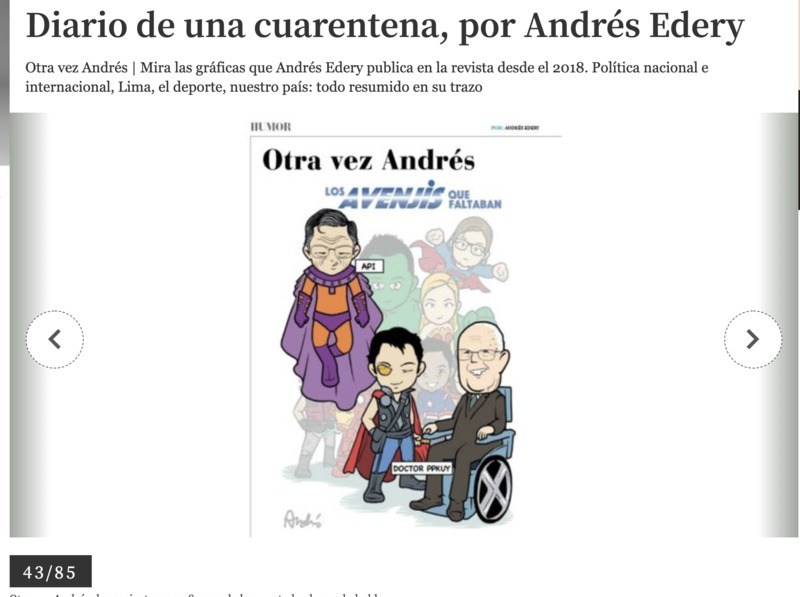 Diario de una cuarentena, por Andrés Edery
Otra vez Andrés | Mira las gráficas que Andrés Edery publica en la revista desde el 2018. Política nacional e
internacional, Lima, el deporte, nuestro país: todo resumido en su trazo
HUMOR
POR: ANDRÉS EDERY
Otra vez Andrés
LOS AVENJIS QUE
FALTABAN
API
DOCTOR PPKUY
Andrés
43/85